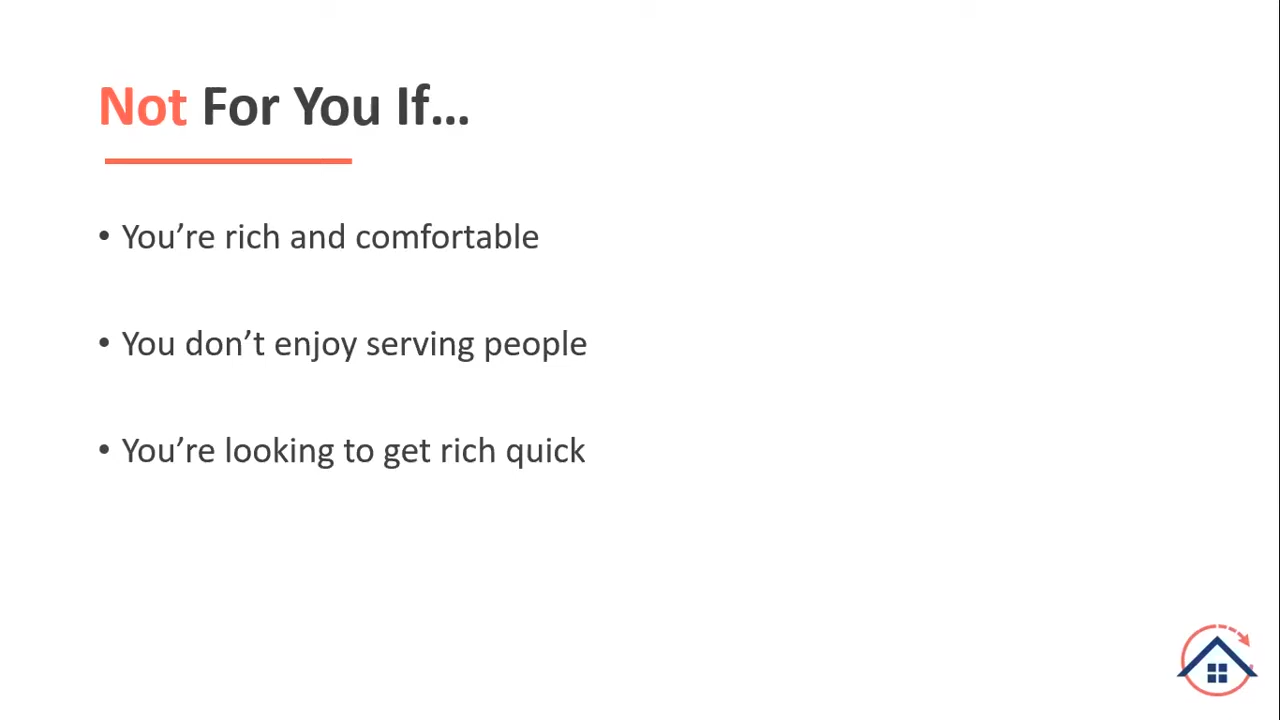 Not For You If…
• You’re rich and comfortable
• You don’t enjoy serving people
• You’re looking to get rich quick